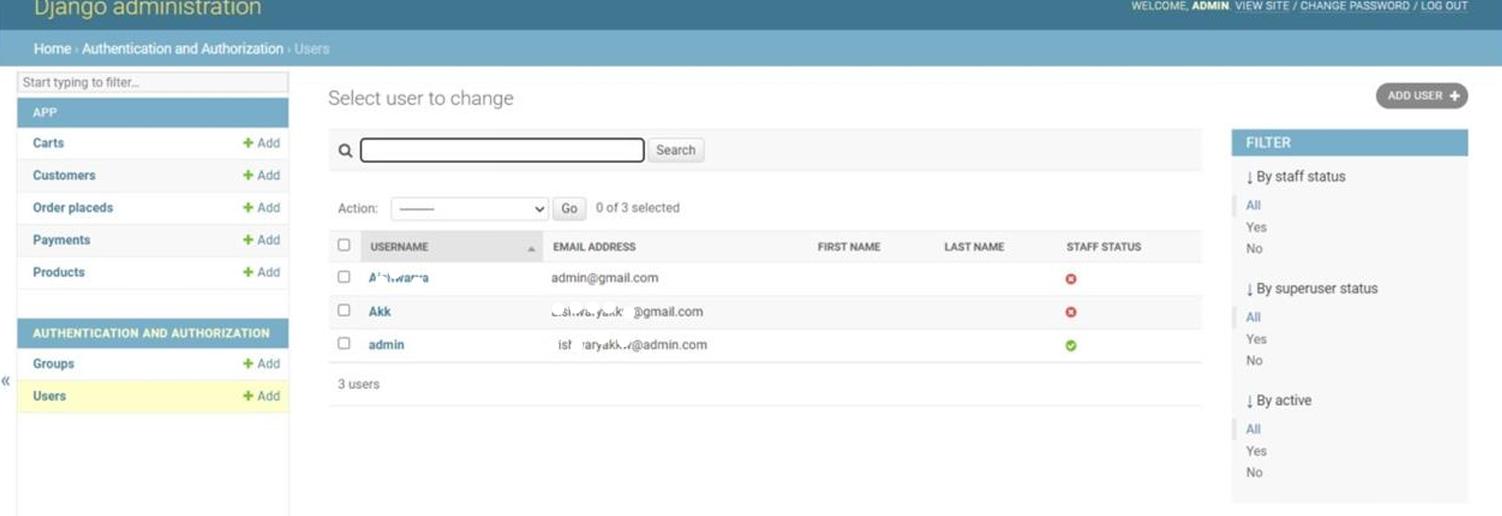 Django administration
WELCOME, ADMIN. VIEW SITE / CHANGE PASSWORD / LOG OUT
Home › Authentication and Authorization › Users
Start typing to filter...
APP
Carts + Add
Customers + Add
Order placeds + Add
Payments + Add
Products + Add
AUTHENTICATION AND AUTHORIZATION
Groups + Add
Users + Add
«
Select user to change
ADD USER +
Search
Action: --------- Go 0 of 3 selected
USERNAME EMAIL ADDRESS FIRST NAME LAST NAME STAFF STATUS
admin@gmail.com
Akk @gmail.com
admin @admin.com
3 users
FILTER
↓ By staff status
All
Yes
No
↓ By superuser status
All
Yes
No
↓ By active
All
Yes
No